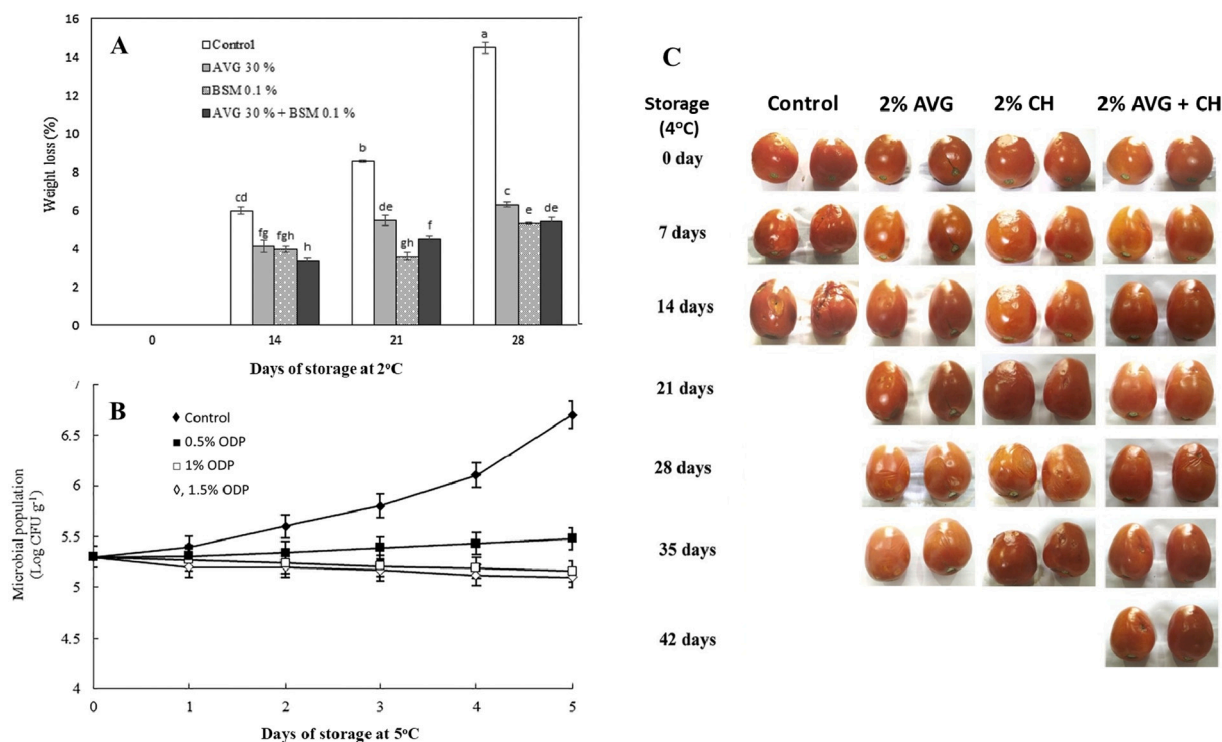 A
Control
AVG 30 %
BSM 0.1 %
AVG 30 % + BSM 0.1 %
Weight loss (%)
16
14
12
10
8
6
4
2
0
cd
fg
fgh
h
b
de
gh
f
a
c
e
de
0
14
21
28
Days of storage at 2°C
B
Control
0.5% ODP
1% ODP
, 1.5% ODP
Microbial population
(Log CFU g-1)
7
6.5
6
5.5
5
4.5
4
0
1
2
3
4
5
Days of storage at 5°C
C
Storage
(4°C)
Control
2% AVG
2% CH
2% AVG + CH
0 day
7 days
14 days
21 days
28 days
35 days
42 days